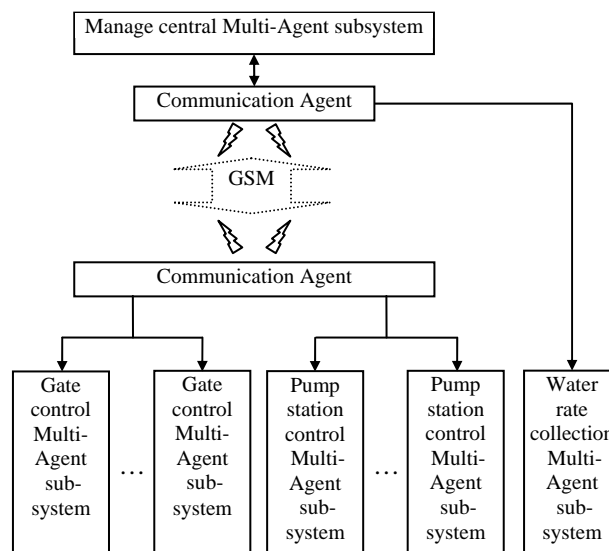 Manage central Multi-Agent subsystem
Communication Agent
GSM
Communication Agent
Gate
control
Multi-
Agent
sub-
system
…
Gate
control
Multi-
Agent
sub-
system
Pump
station
control
Multi-
Agent
sub-
system
…
Pump
station
control
Multi-
Agent
sub-
system
Water
rate
collection
Multi-
Agent
sub-
system